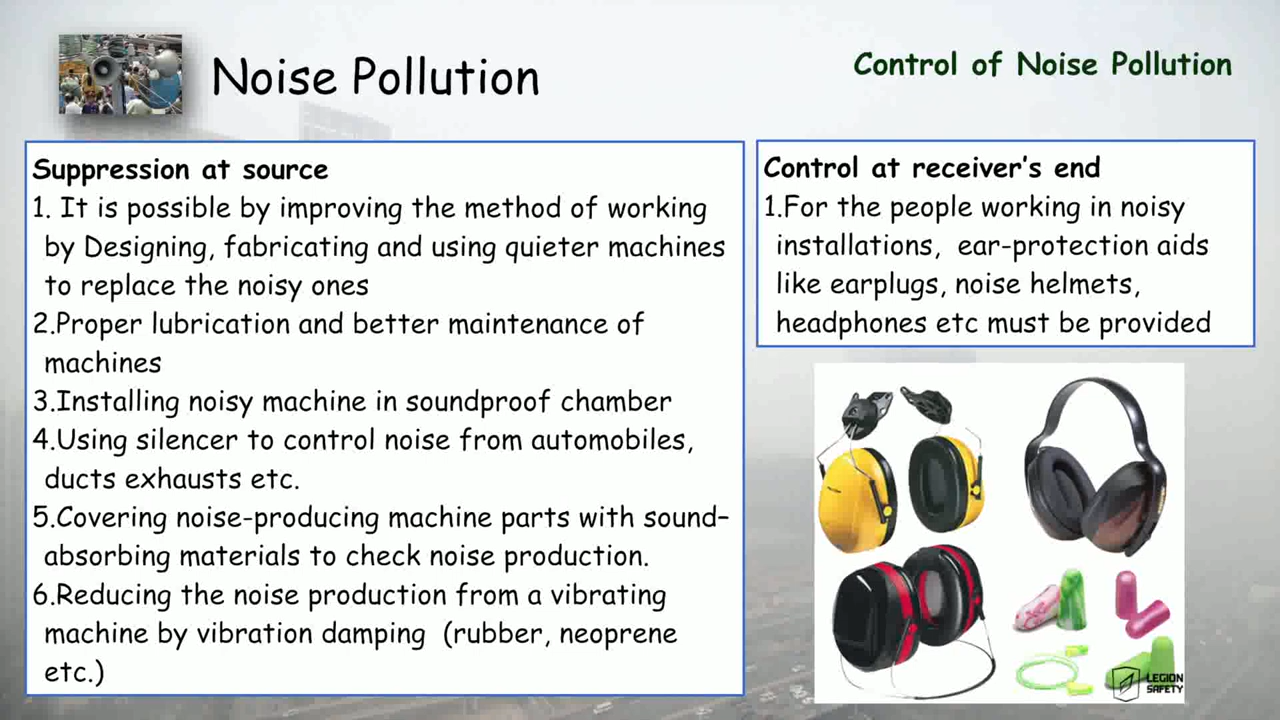 Noise Pollution
Control of Noise Pollution
Suppression at source
1. It is possible by improving the method of working
by Designing, fabricating and using quieter machines
to replace the noisy ones
2.Proper lubrication and better maintenance of
machines
3.Installing noisy machine in soundproof chamber
4.Using silencer to control noise from automobiles,
ducts exhausts etc.
5.Covering noise-producing machine parts with sound–
absorbing materials to check noise production.
6.Reducing the noise production from a vibrating
machine by vibration damping (rubber, neoprene
etc.)
Control at receiver’s end
1.For the people working in noisy
installations, ear-protection aids
like earplugs, noise helmets,
headphones etc must be provided
LEGION
SAFETY